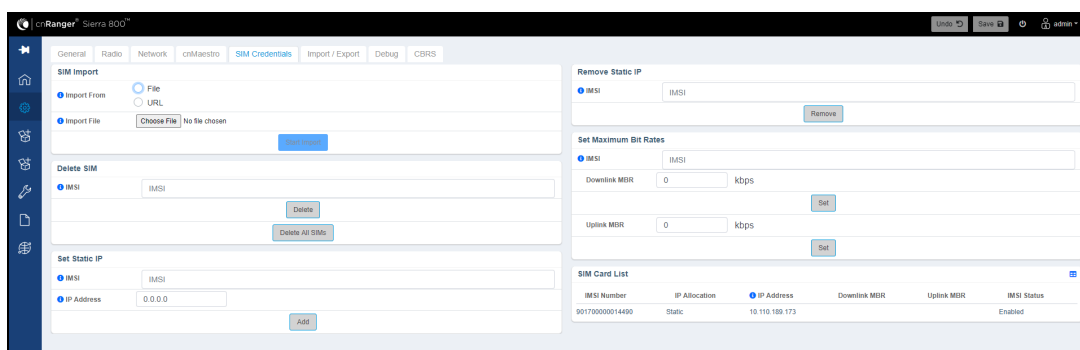 cnRanger® Sierra 800™
Undo
Save
admin
General
Radio
Network
cnMaestro
SIM Credentials
Import / Export
Debug
CBRS
SIM Import
Import From
File
URL
Import File
Choose File No file chosen
Delete SIM
IMSI
IMSI
Delete
Delete All SIMs
Set Static IP
IMSI
IMSI
IP Address
0.0.0.0
Add
Remove Static IP
IMSI
IMSI
Remove
Set Maximum Bit Rates
IMSI
IMSI
Downlink MBR
0
kbps
Set
Uplink MBR
0
kbps
Set
SIM Card List
IMSI Number IP Allocation IP Address Downlink MBR Uplink MBR IMSI Status
901700000014490 Static 10.110.189.173 Enabled